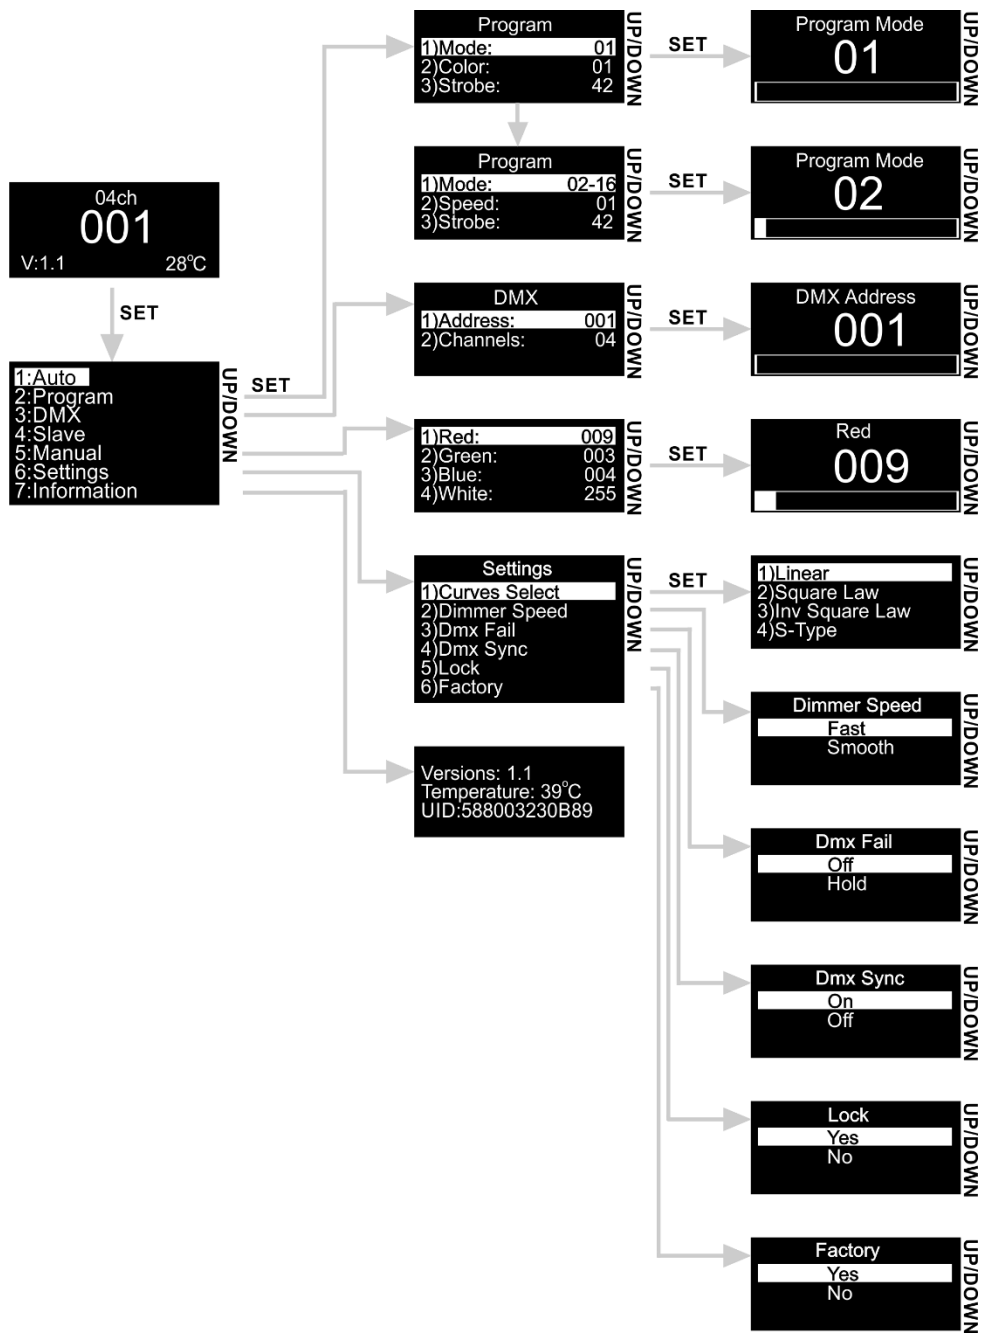 04ch
001
V:1.1 28°C
SET
1:Auto
2:Program
3:DMX
4:Slave
5:Manual
6:Settings
7:Information
UP/DOWN
SET
Program
1)Mode: 01
2)Color: 01
3)Strobe: 42
UP/DOWN
SET
Program Mode
01
UP/DOWN
Program
1)Mode: 02-16
2)Speed: 01
3)Strobe: 42
UP/DOWN
SET
Program Mode
02
UP/DOWN
DMX
1)Address: 001
2)Channels: 04
UP/DOWN
SET
DMX Address
001
UP/DOWN
1)Red: 009
2)Green: 003
3)Blue: 004
4)White: 255
UP/DOWN
SET
Red
009
UP/DOWN
Settings
1)Curves Select
2)Dimmer Speed
3)Dmx Fail
4)Dmx Sync
5)Lock
6)Factory
UP/DOWN
SET
1)Linear
2)Square Law
3)Inv Square Law
4)S-Type
UP/DOWN
Dimmer Speed
Fast
Smooth
UP/DOWN
Versions: 1.1
Temperature: 39°C
UID:588003230B89
Dmx Fail
Off
Hold
UP/DOWN
Dmx Sync
On
Off
UP/DOWN
Lock
Yes
No
UP/DOWN
Factory
Yes
No
UP/DOWN